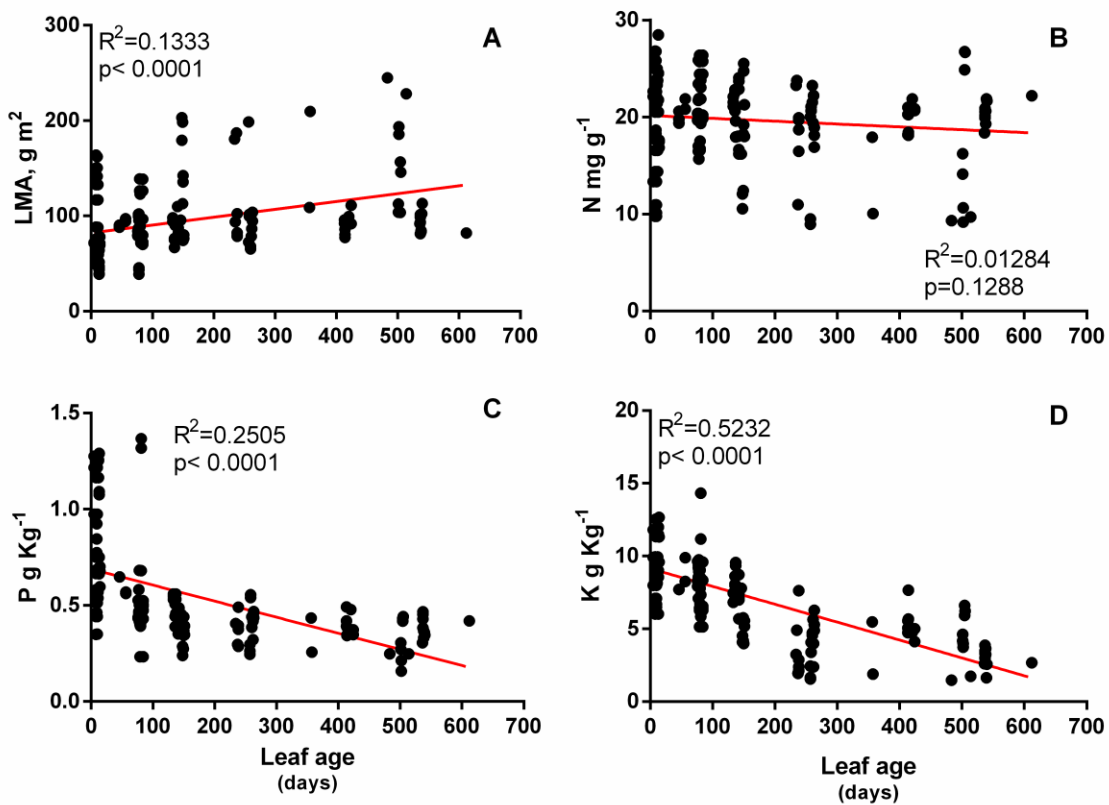 A
R²=0.1333
p< 0.0001
LMA, g m²
300
200
100
0
0 100 200 300 400 500 600 700
B
N mg g⁻¹
30
20
10
0
R²=0.01284
p=0.1288
0 100 200 300 400 500 600 700
C
R²=0.2505
p< 0.0001
P g Kg⁻¹
1.5
1.0
0.5
0.0
0 100 200 300 400 500 600 700
Leaf age
(days)
D
R²=0.5232
p< 0.0001
K g Kg⁻¹
20
15
10
5
0
0 100 200 300 400 500 600 700
Leaf age
(days)